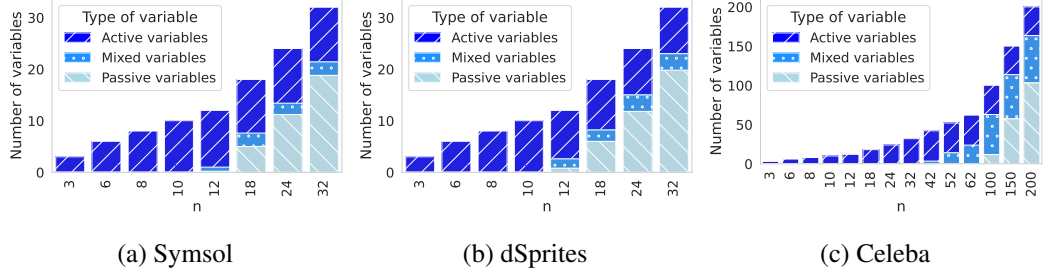 Number of variables
30
20
10
0
Type of variable
Active variables
Mixed variables
Passive variables
3 6 8 10 12 18 24 32
n
(a) Symsol
Number of variables
30
20
10
0
Type of variable
Active variables
Mixed variables
Passive variables
3 6 8 10 12 18 24 32
n
(b) dSprites
Number of variables
200
150
100
50
0
Type of variable
Active variables
Mixed variables
Passive variables
3 6 8 10 12 18 24 32 42 52 62 100 150 200
n
(c) Celeba